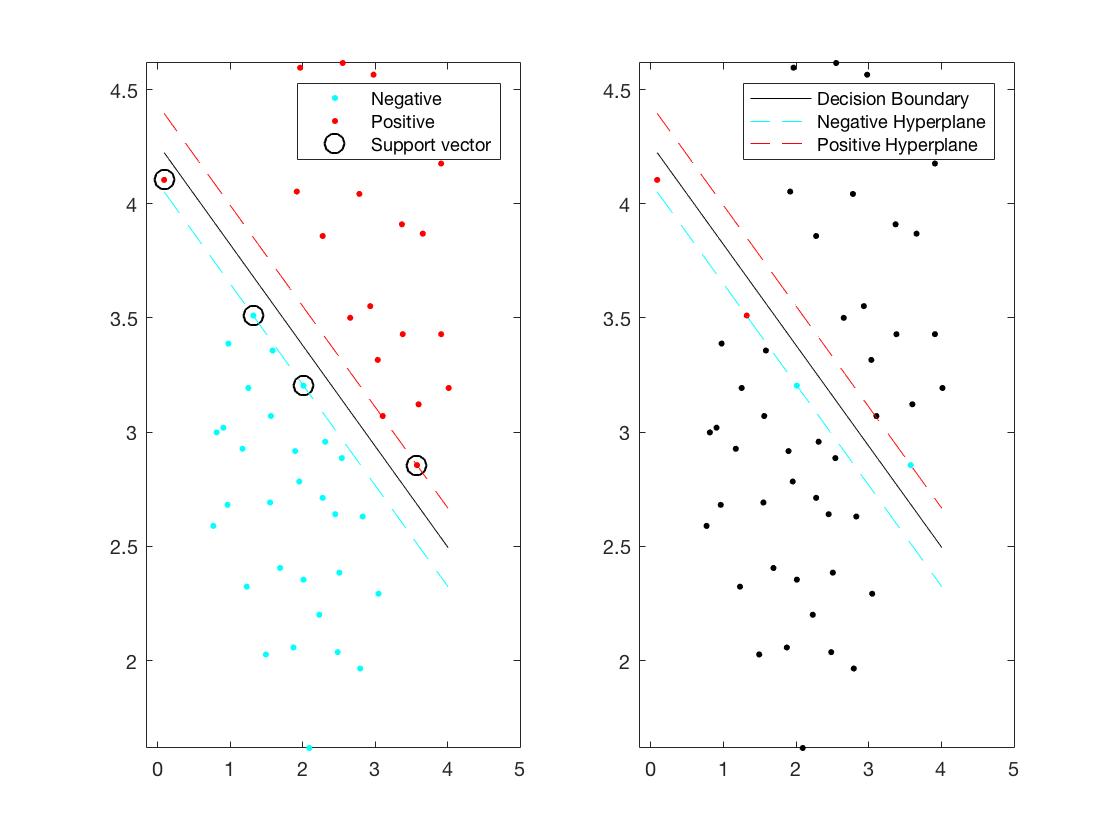 4.5
4
3.5
3
2.5
2
0 1 2 3 4 5
Negative
Positive
Support vector
4.5
4
3.5
3
2.5
2
0 1 2 3 4 5
Decision Boundary
Negative Hyperplane
Positive Hyperplane